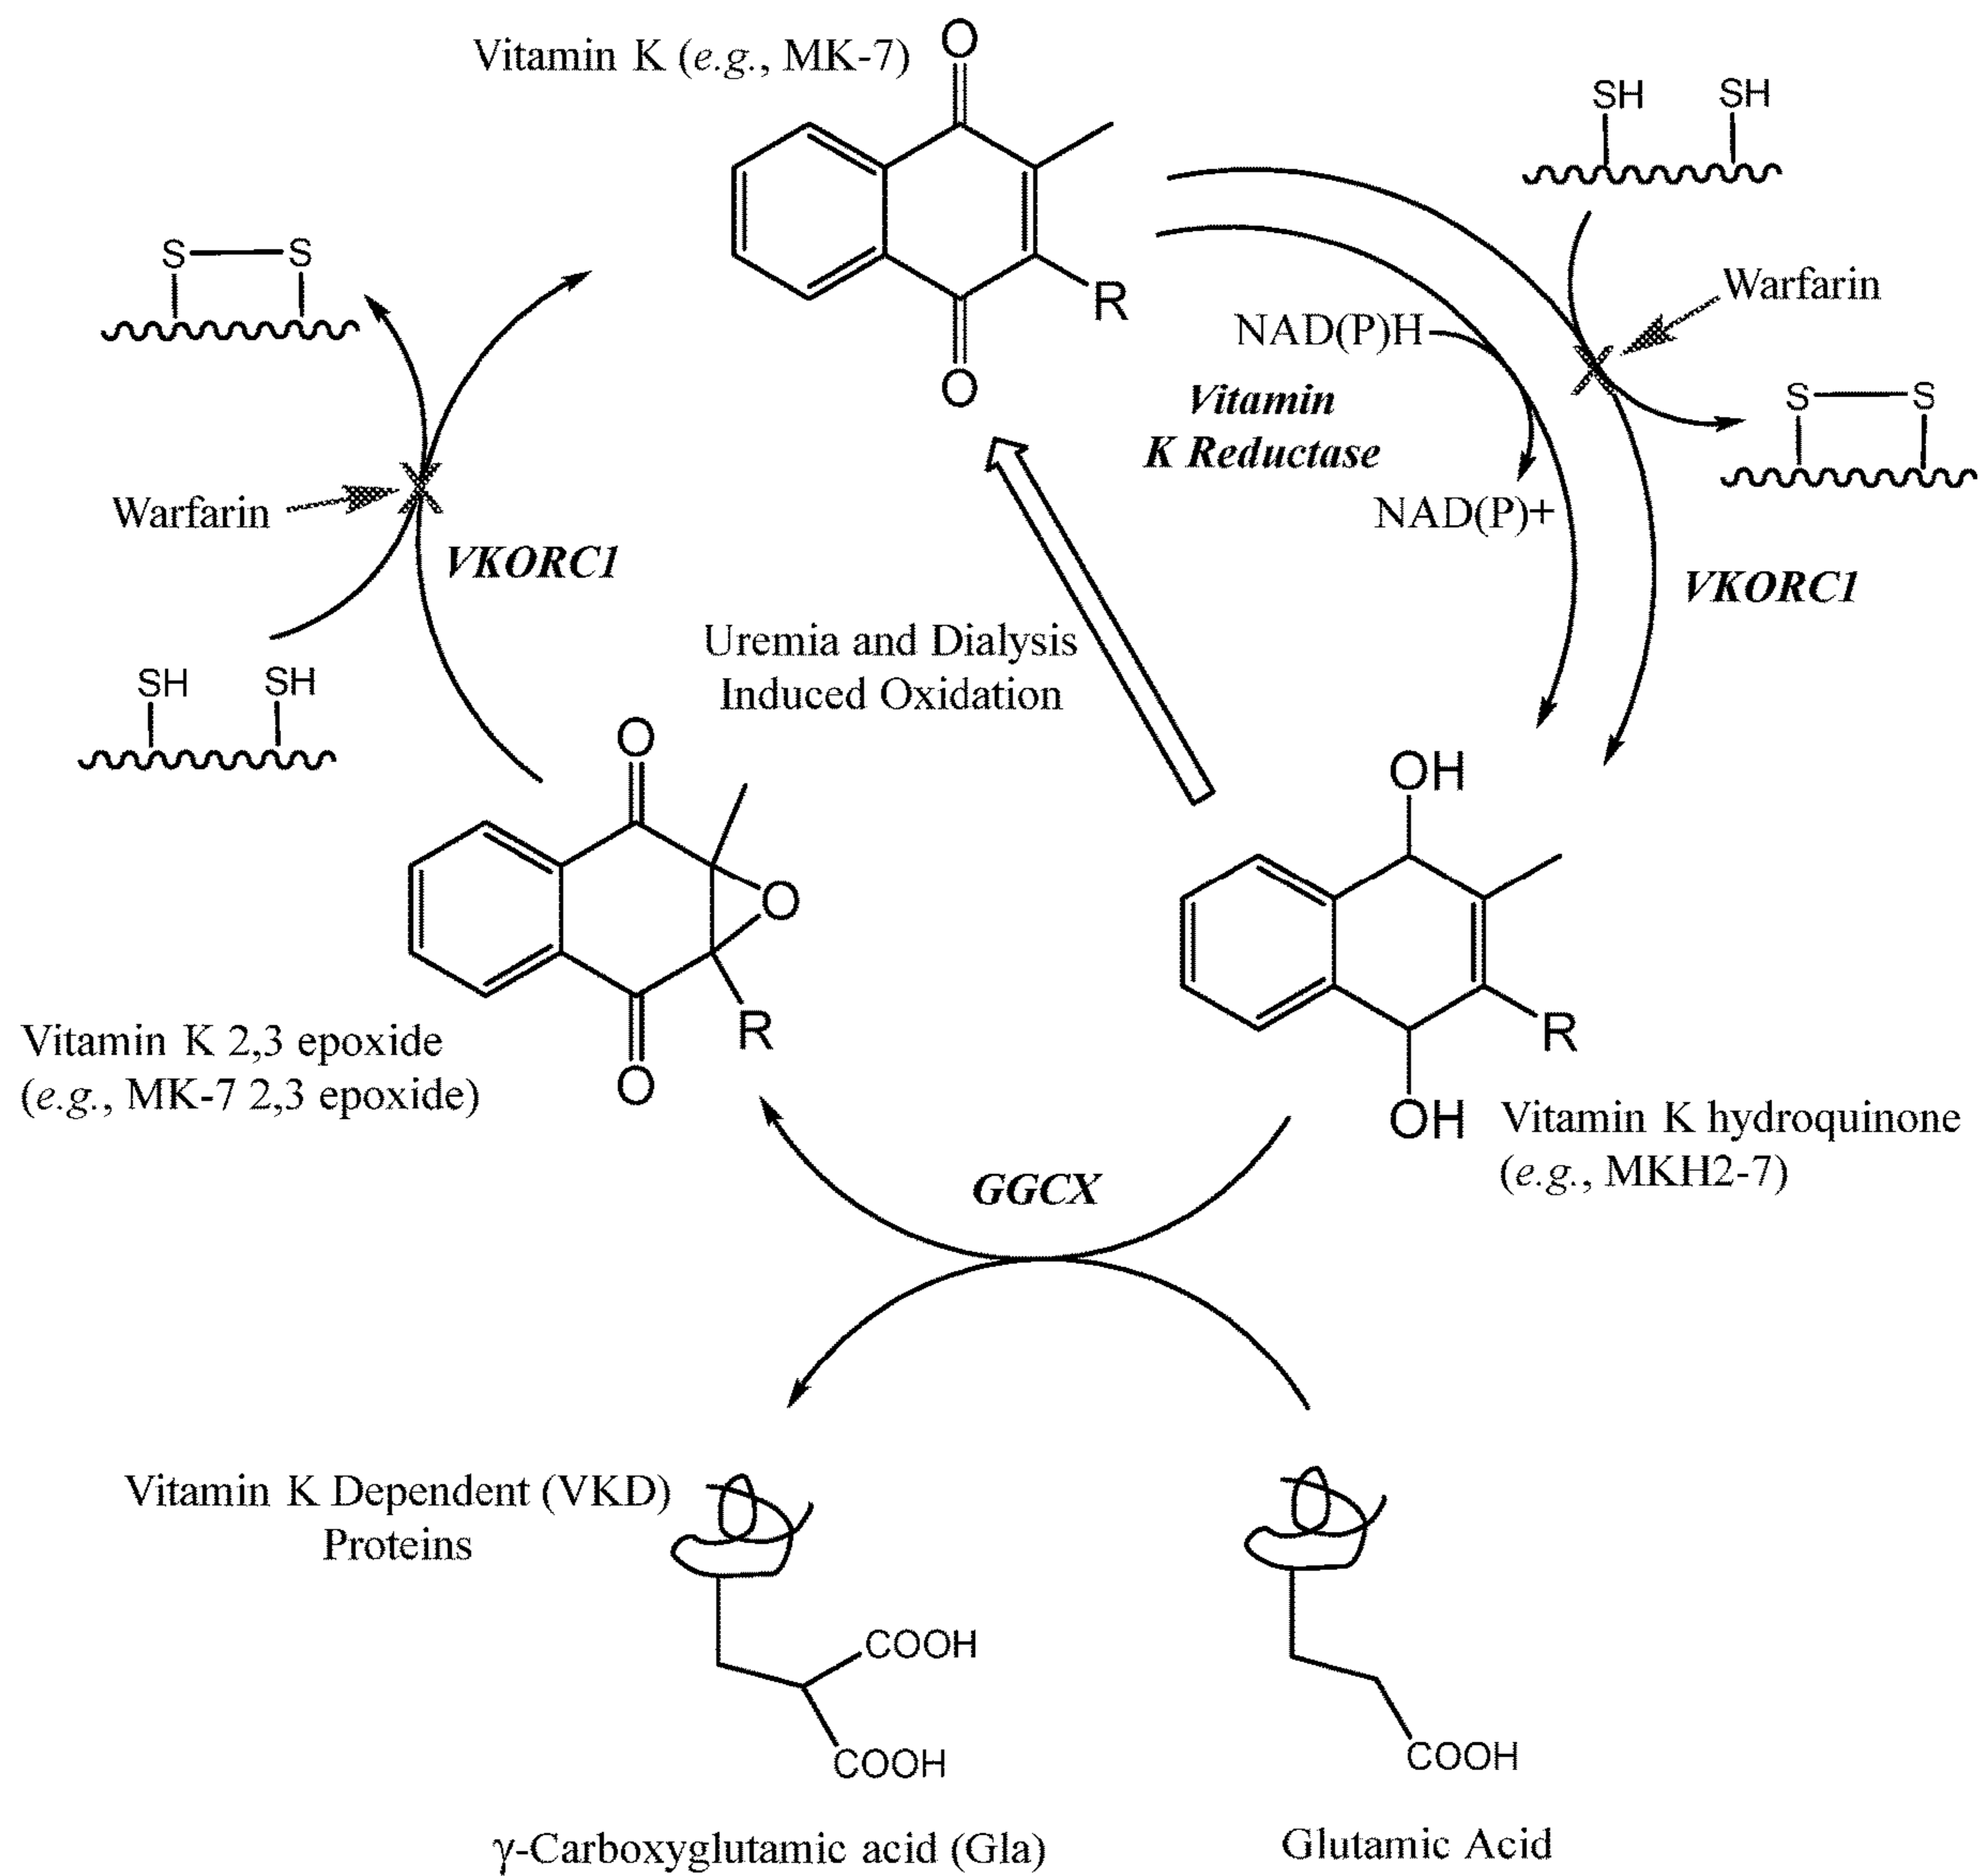 Vitamin K (e.g., MK-7)
O
O
R
SH SH
Warfarin
NAD(P)H
Vitamin
K Reductase
NAD(P)+
S S
VKORC1
S S
Warfarin
VKORC1
SH SH
Uremia and Dialysis
Induced Oxidation
O
O
R
O
Vitamin K 2,3 epoxide
(e.g., MK-7 2,3 epoxide)
OH
R
OH
Vitamin K hydroquinone
(e.g., MKH2-7)
GGCX
Vitamin K Dependent (VKD)
Proteins
COOH
COOH
COOH
γ-Carboxyglutamic acid (Gla)
Glutamic Acid